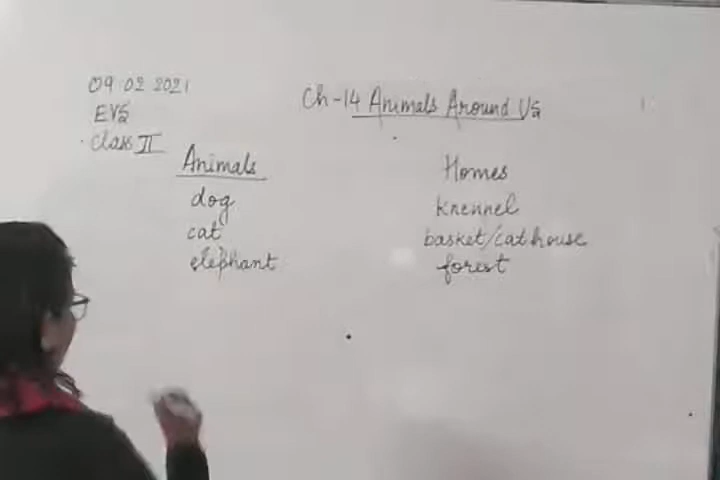 09.02.2021
EVS
Class II
Ch-14 Animals Around Us
Animals Homes
dog knennel
cat basket/cat house
elephant forest